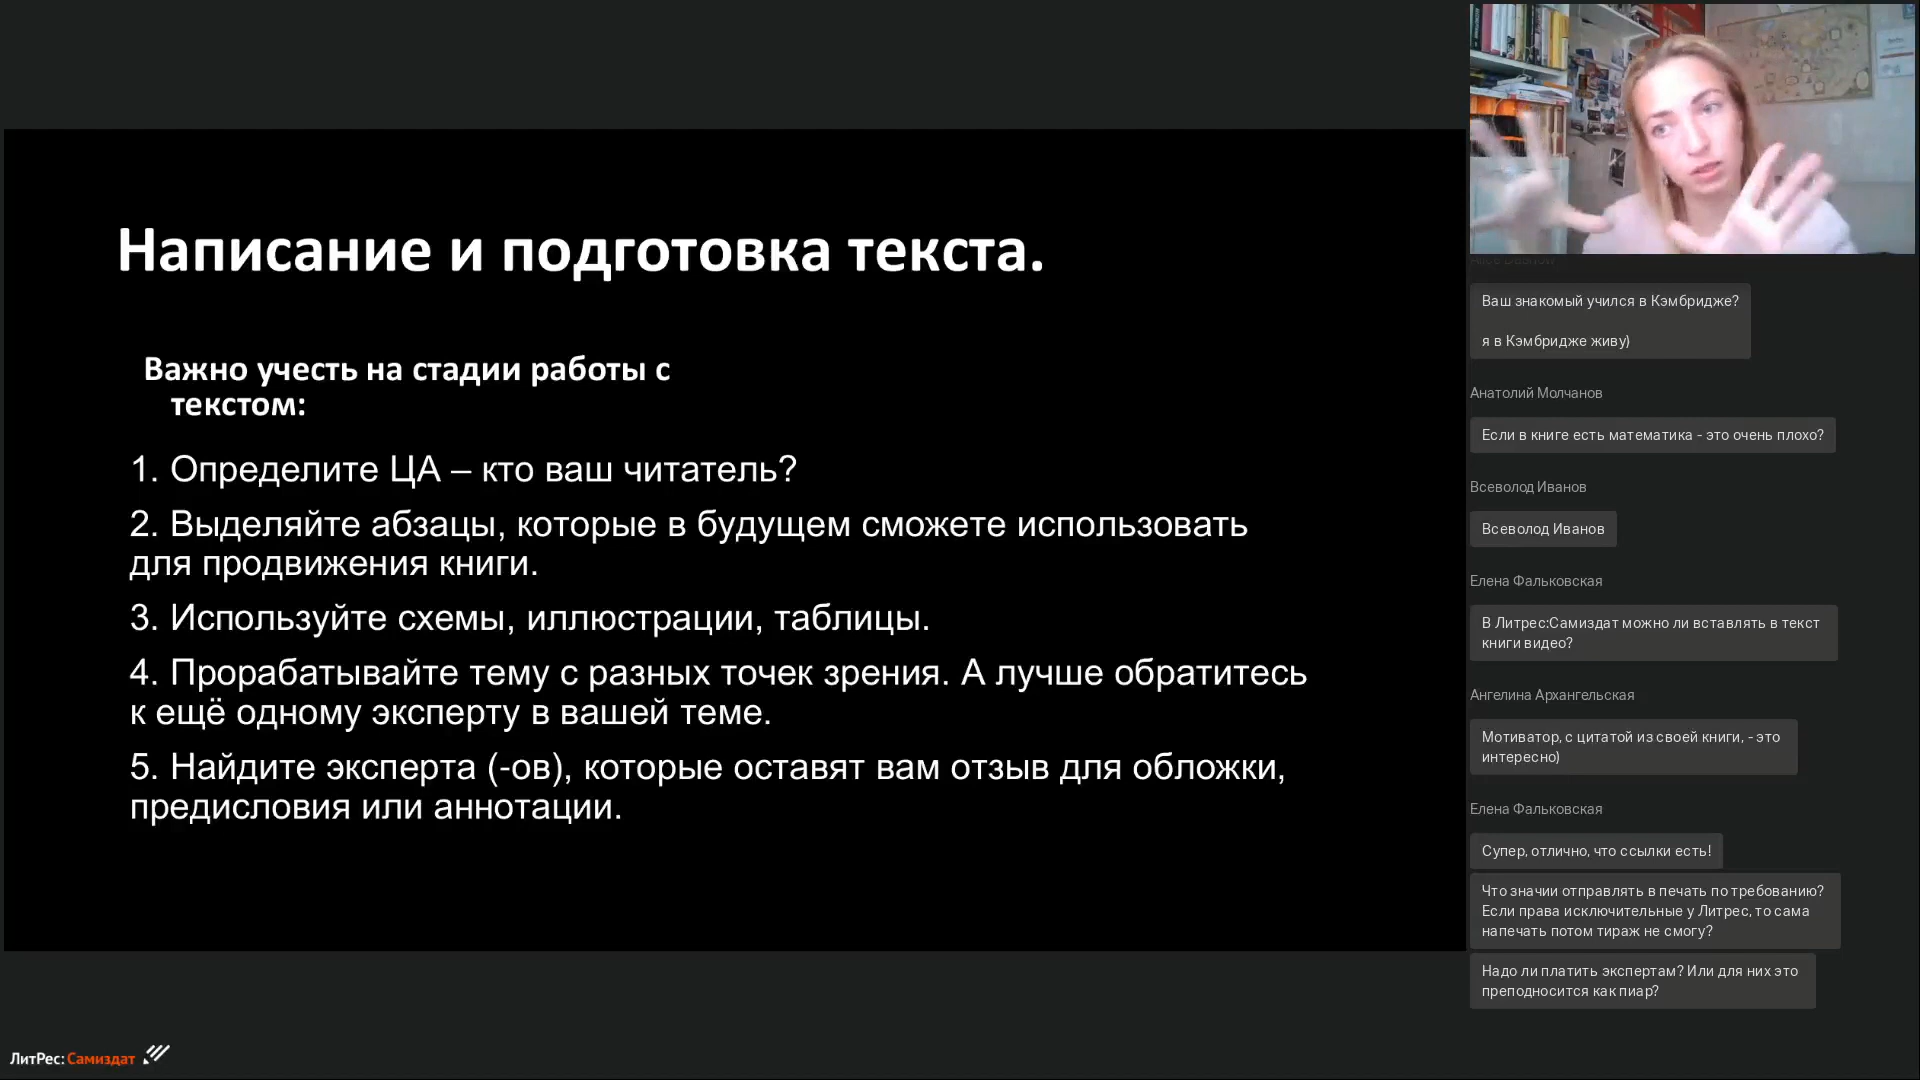 Написание и подготовка текста.
Важно учесть на стадии работы с
текстом:
1. Определите ЦА – кто ваш читатель?
2. Выделяйте абзацы, которые в будущем сможете использовать
для продвижения книги.
3. Используйте схемы, иллюстрации, таблицы.
4. Прорабатывайте тему с разных точек зрения. А лучше обратитесь
к ещё одному эксперту в вашей теме.
5. Найдите эксперта (-ов), которые оставят вам отзыв для обложки,
предисловия или аннотации.
ЛитРес: Самиздат
Ваш знакомый учился в Кэмбридже?
я в Кэмбридже живу)
Анатолий Молчанов
Если в книге есть математика - это очень плохо?
Всеволод Иванов
Всеволод Иванов
Елена Фальковская
В Литрес:Самиздат можно ли вставлять в текст
книги видео?
Ангелина Архангельская
Мотиватор, с цитатой из своей книги, - это
интересно)
Елена Фальковская
Супер, отлично, что ссылки есть!
Что значии отправлять в печать по требованию?
Если права исключительные у Литрес, то сама
напечать потом тираж не смогу?
Надо ли платить экспертам? Или для них это
преподносится как пиар?